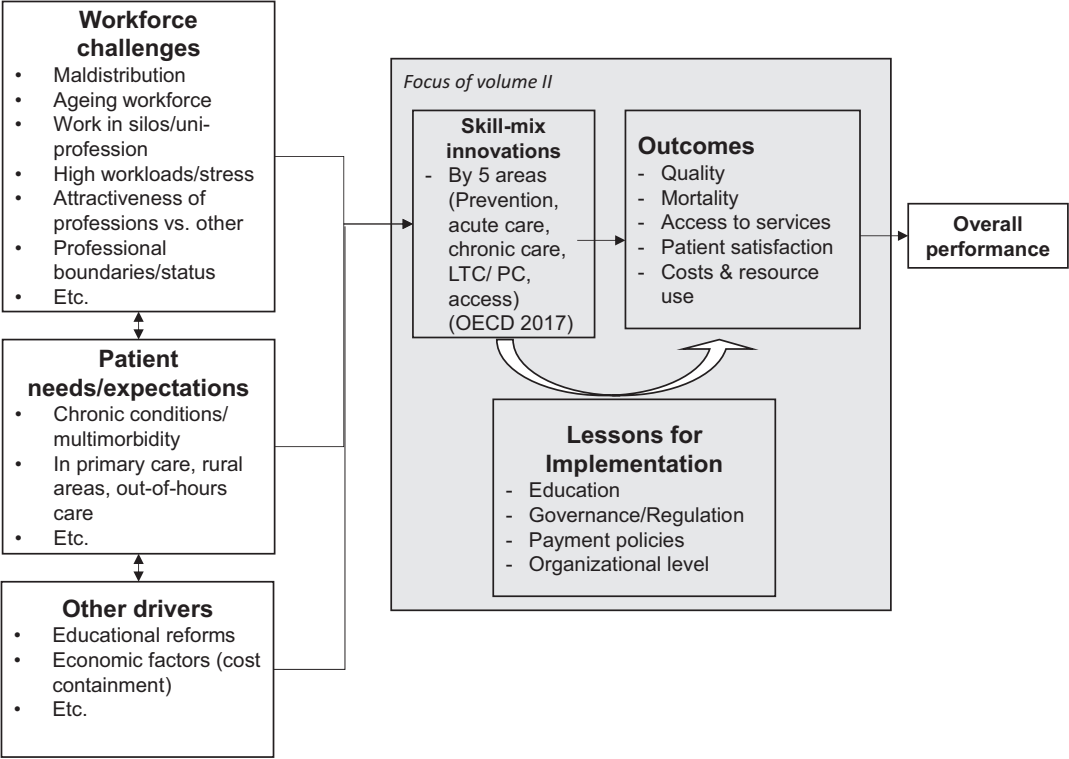 Workforce
challenges
• Maldistribution
• Ageing workforce
• Work in silos/uni-
profession
• High workloads/stress
• Attractiveness of
professions vs. other
• Professional
boundaries/status
• Etc.
Patient
needs/expectations
• Chronic conditions/
multimorbidity
• In primary care, rural
areas, out-of-hours
care
• Etc.
Other drivers
• Educational reforms
• Economic factors (cost
containment)
• Etc.
Focus of volume II
Skill-mix
innovations
- By 5 areas
(Prevention,
acute care,
chronic care,
LTC/ PC,
access)
(OECD 2017)
Outcomes
- Quality
- Mortality
- Access to services
- Patient satisfaction
- Costs & resource
use
Lessons for
Implementation
- Education
- Governance/Regulation
- Payment policies
- Organizational level
Overall
performance